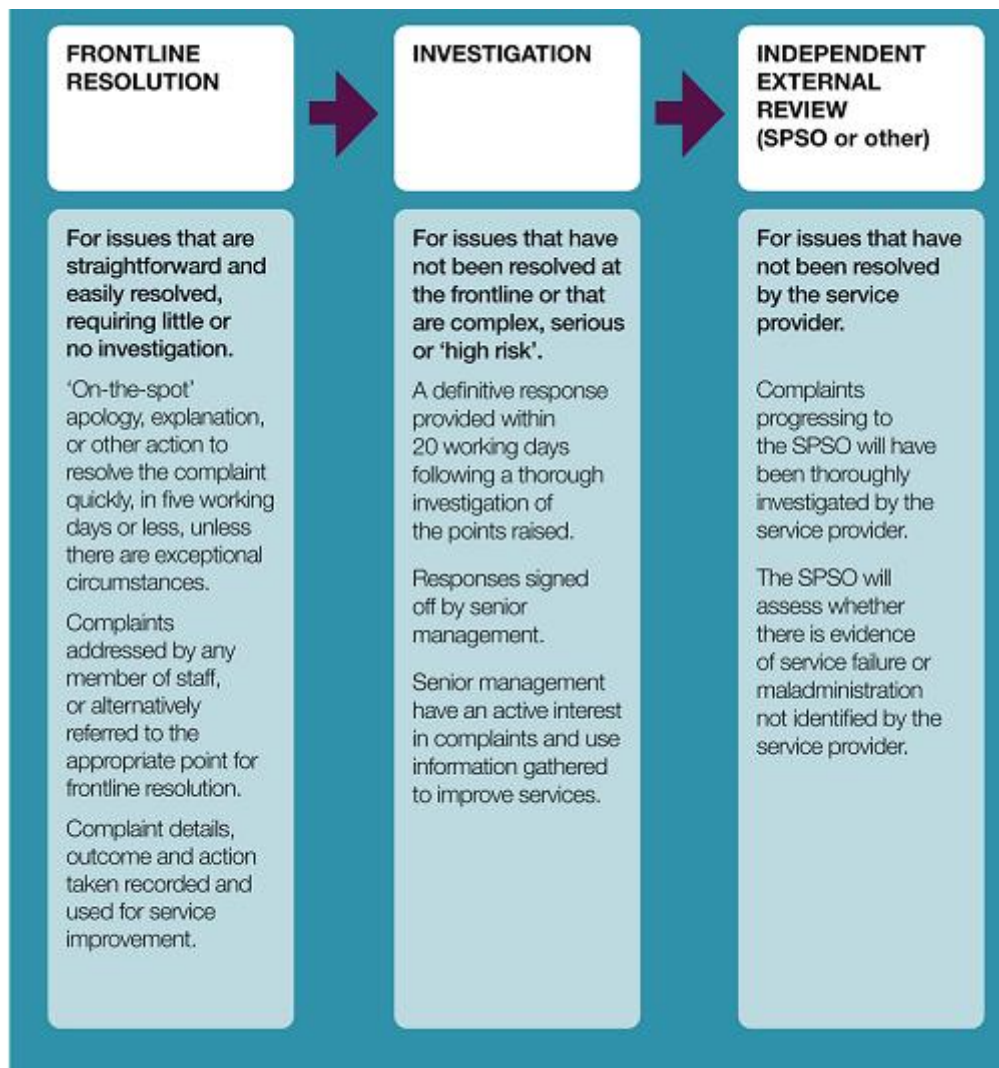 FRONTLINE
RESOLUTION
INVESTIGATION
INDEPENDENT
EXTERNAL
REVIEW
(SPSO or other)
For issues that are
straightforward and
easily resolved,
requiring little or
no investigation.
‘On-the-spot’
apology, explanation,
or other action to
resolve the complaint
quickly, in five working
days or less, unless
there are exceptional
circumstances.
Complaints
addressed by any
member of staff,
or alternatively
referred to the
appropriate point for
frontline resolution.
Complaint details,
outcome and action
taken recorded and
used for service
improvement.
For issues that have
not been resolved at
the frontline or that
are complex, serious
or ‘high risk’.
A definitive response
provided within
20 working days
following a thorough
investigation of
the points raised.
Responses signed
off by senior
management.
Senior management
have an active interest
in complaints and use
information gathered
to improve services.
For issues that have
not been resolved
by the service
provider.
Complaints
progressing to
the SPSO will have
been thoroughly
investigated by the
service provider.
The SPSO will
assess whether
there is evidence
of service failure or
maladministration
not identified by the
service provider.